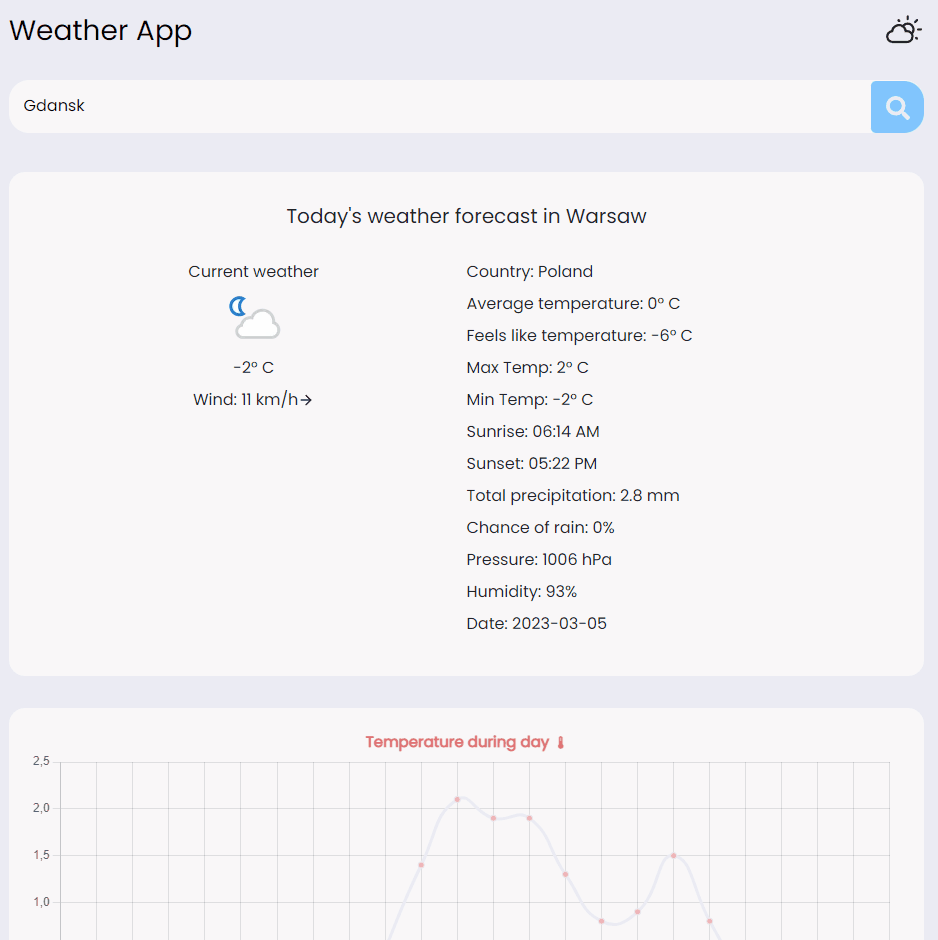 Weather App
Gdansk
Today's weather forecast in Warsaw
Current weather
-2° C
Wind: 11 km/h→
Country: Poland
Average temperature: 0° C
Feels like temperature: -6° C
Max Temp: 2° C
Min Temp: -2° C
Sunrise: 06:14 AM
Sunset: 05:22 PM
Total precipitation: 2.8 mm
Chance of rain: 0%
Pressure: 1006 hPa
Humidity: 93%
Date: 2023-03-05
Temperature during day 🌡
2,5
2,0
1,5
1,0